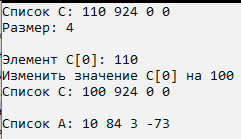 Список C: 110 924 0 0
Размер: 4
Элемент C[0]: 110
Изменить значение C[0] на 100
Список C: 100 924 0 0
Список A: 10 84 3 -73